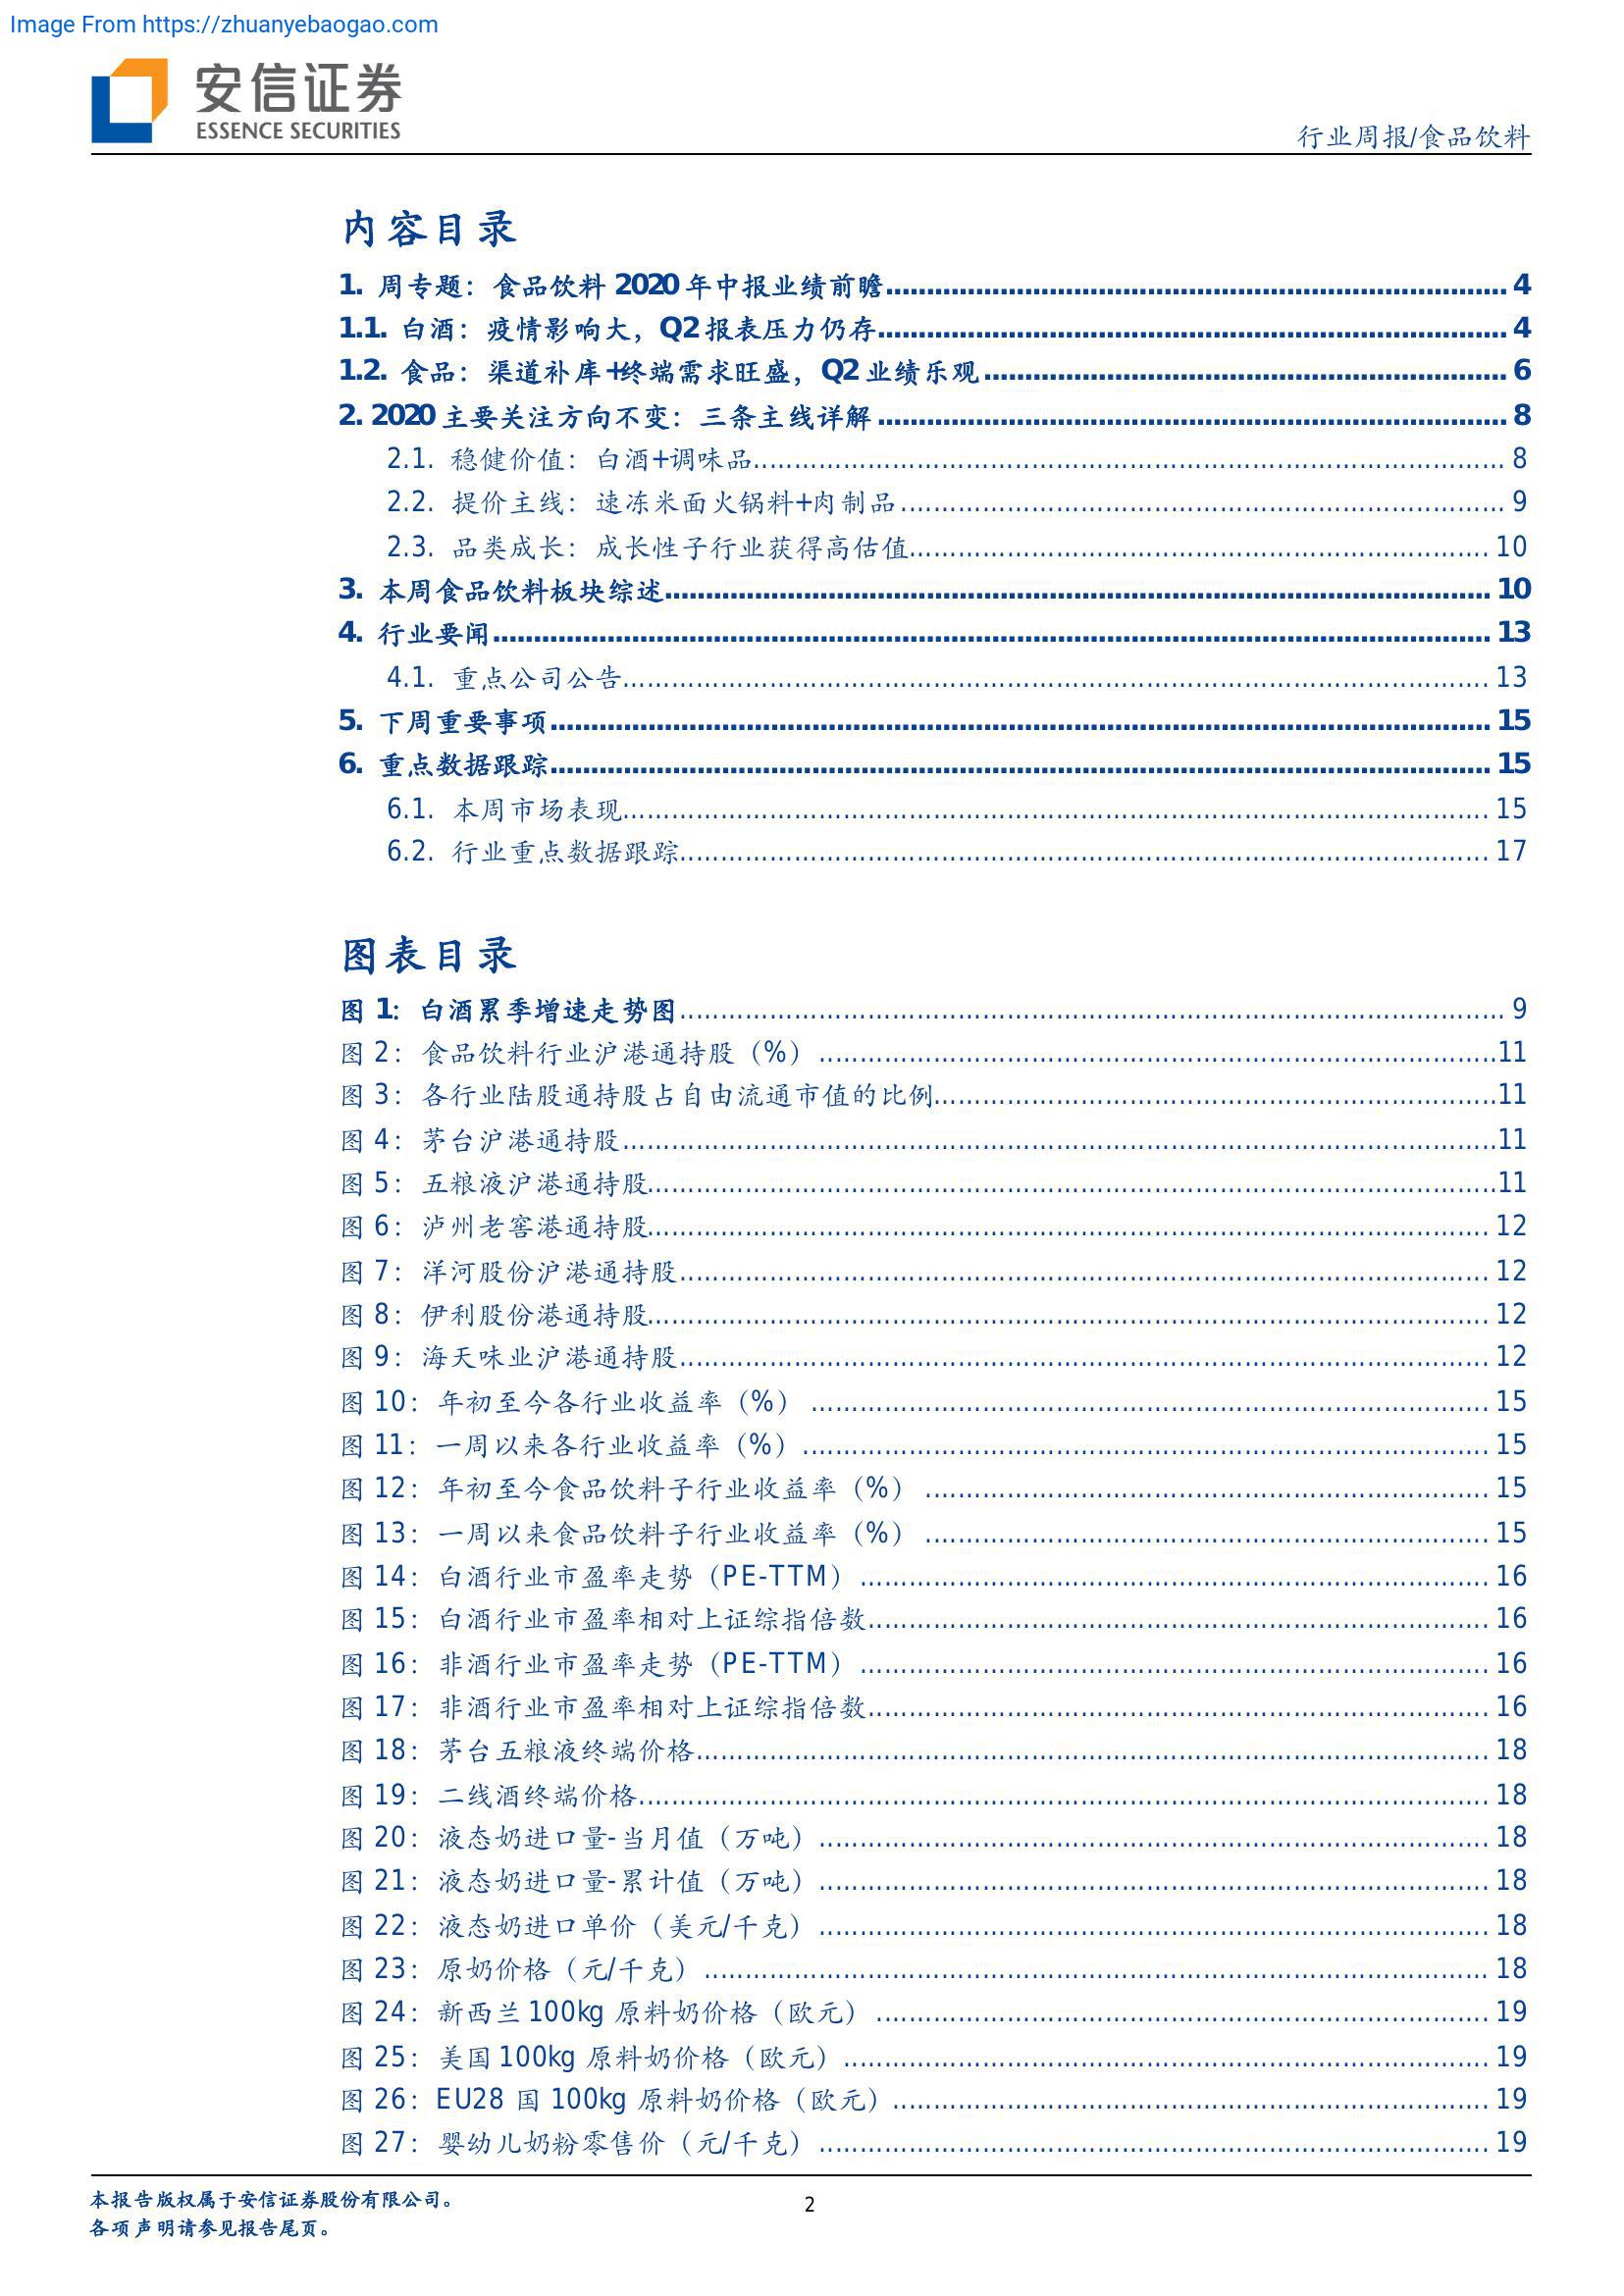 Image From https://zhuanyebaogao.com
安信证券
ESSENCE SECURITIES
行业周报/食品饮料
内容目录
1. 周专题：食品饮料 2020 年中报业绩前瞻 4
1.1. 白酒：疫情影响大，Q2 报表压力仍存 4
1.2. 食品：渠道补库+终端需求旺盛，Q2 业绩乐观 6
2. 2020 主要关注方向不变：三条主线详解 8
2.1. 稳健价值：白酒+调味品 8
2.2. 提价主线：速冻米面火锅料+肉制品 9
2.3. 品类成长：成长性子行业获得高估值 10
3. 本周食品饮料板块综述 10
4. 行业要闻 13
4.1. 重点公司公告 13
5. 下周重要事项 15
6. 重点数据跟踪 15
6.1. 本周市场表现 15
6.2. 行业重点数据跟踪 17
图表目录
图 1：白酒累季增速走势图 9
图 2：食品饮料行业沪港通持股（%） 11
图 3：各行业陆股通持股占自由流通市值的比例 11
图 4：茅台沪港通持股 11
图 5：五粮液沪港通持股 11
图 6：泸州老窖港通持股 12
图 7：洋河股份沪港通持股 12
图 8：伊利股份港通持股 12
图 9：海天味业沪港通持股 12
图 10：年初至今各行业收益率（%） 15
图 11：一周以来各行业收益率（%） 15
图 12：年初至今食品饮料子行业收益率（%） 15
图 13：一周以来食品饮料子行业收益率（%） 15
图 14：白酒行业市盈率走势（PE-TTM） 16
图 15：白酒行业市盈率相对上证综指倍数 16
图 16：非酒行业市盈率走势（PE-TTM） 16
图 17：非酒行业市盈率相对上证综指倍数 16
图 18：茅台五粮液终端价格 18
图 19：二线酒终端价格 18
图 20：液态奶进口量-当月值（万吨） 18
图 21：液态奶进口量-累计值（万吨） 18
图 22：液态奶进口单价（美元/千克） 18
图 23：原奶价格（元/千克） 18
图 24：新西兰 100kg 原料奶价格（欧元） 19
图 25：美国 100kg 原料奶价格（欧元） 19
图 26：EU28 国 100kg 原料奶价格（欧元） 19
图 27：婴幼儿奶粉零售价（元/千克） 19
本报告版权属于安信证券股份有限公司。
2
各项声明请参见报告尾页。